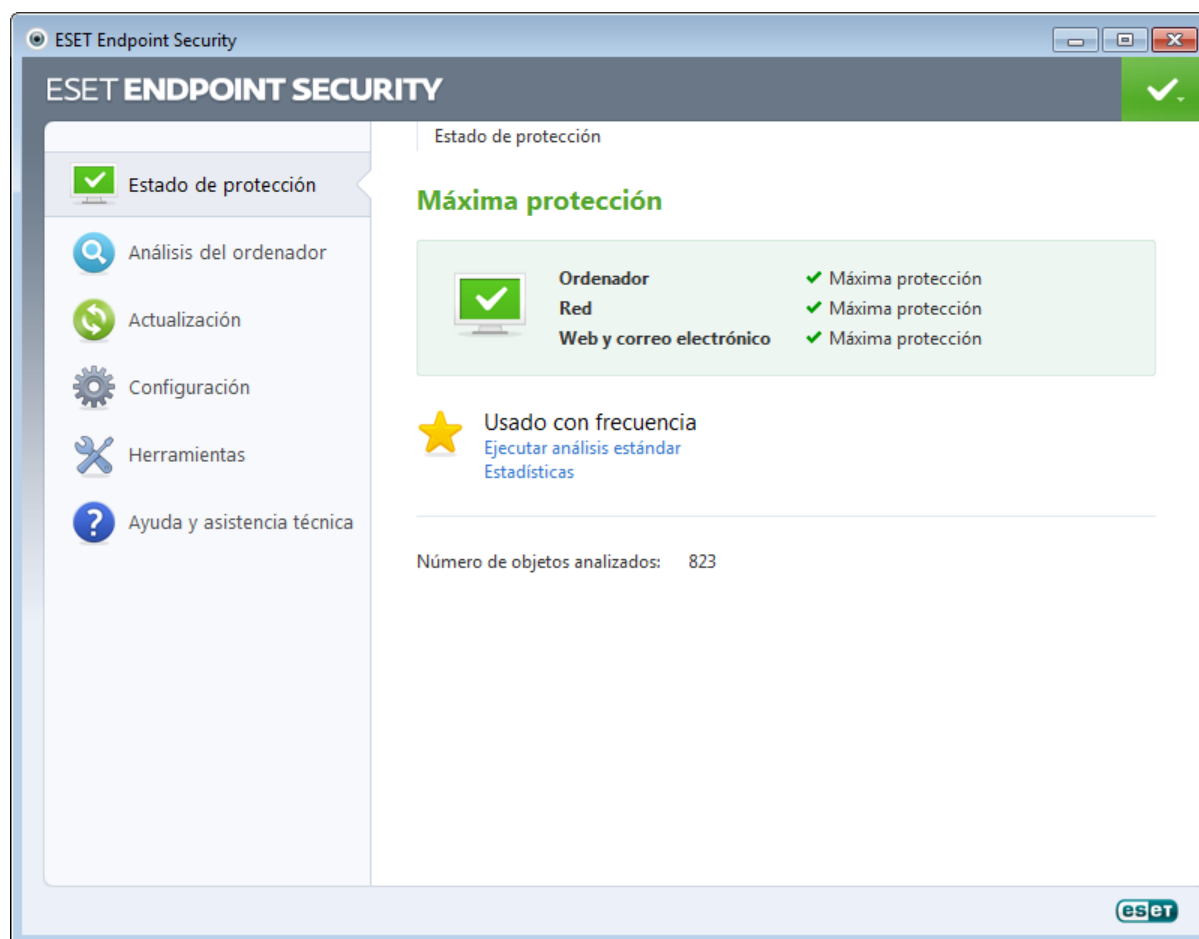 ESET Endpoint Security
ESET ENDPOINT SECURITY
Estado de protección
Análisis del ordenador
Actualización
Configuración
Herramientas
Ayuda y asistencia técnica
Estado de protección
Máxima protección
Ordenador Máxima protección
Red Máxima protección
Web y correo electrónico Máxima protección
Usado con frecuencia
Ejecutar análisis estándar
Estadísticas
Número de objetos analizados: 823
eseT